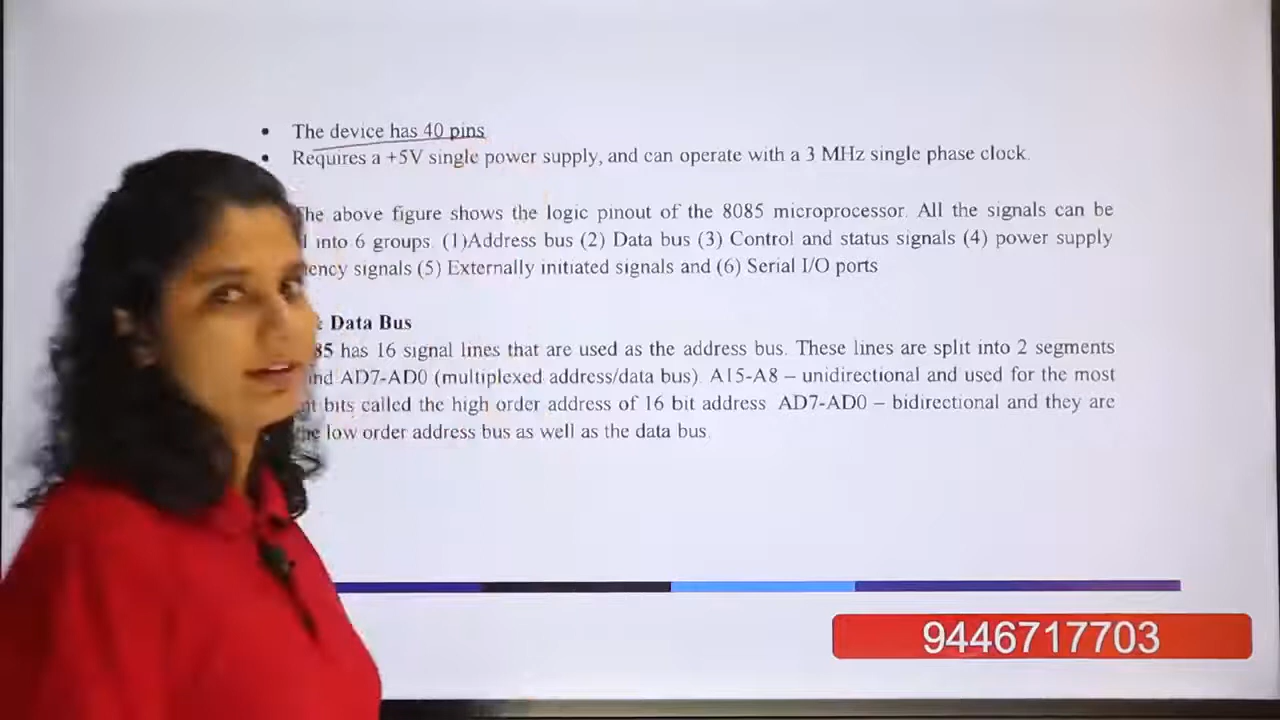 • The device has 40 pins
• Requires a +5V single power supply, and can operate with a 3 MHz single phase clock.
The above figure shows the logic pinout of the 8085 microprocessor. All the signals can be
into 6 groups. (1)Address bus (2) Data bus (3) Control and status signals (4) power supply
signals (5) Externally initiated signals and (6) Serial I/O ports
Data Bus
85 has 16 signal lines that are used as the address bus. These lines are split into 2 segments
AD7-AD0 (multiplexed address/data bus). A15-A8 – unidirectional and used for the most
bits called the high order address of 16 bit address AD7-AD0 – bidirectional and they are
low order address bus as well as the data bus.
9446717703